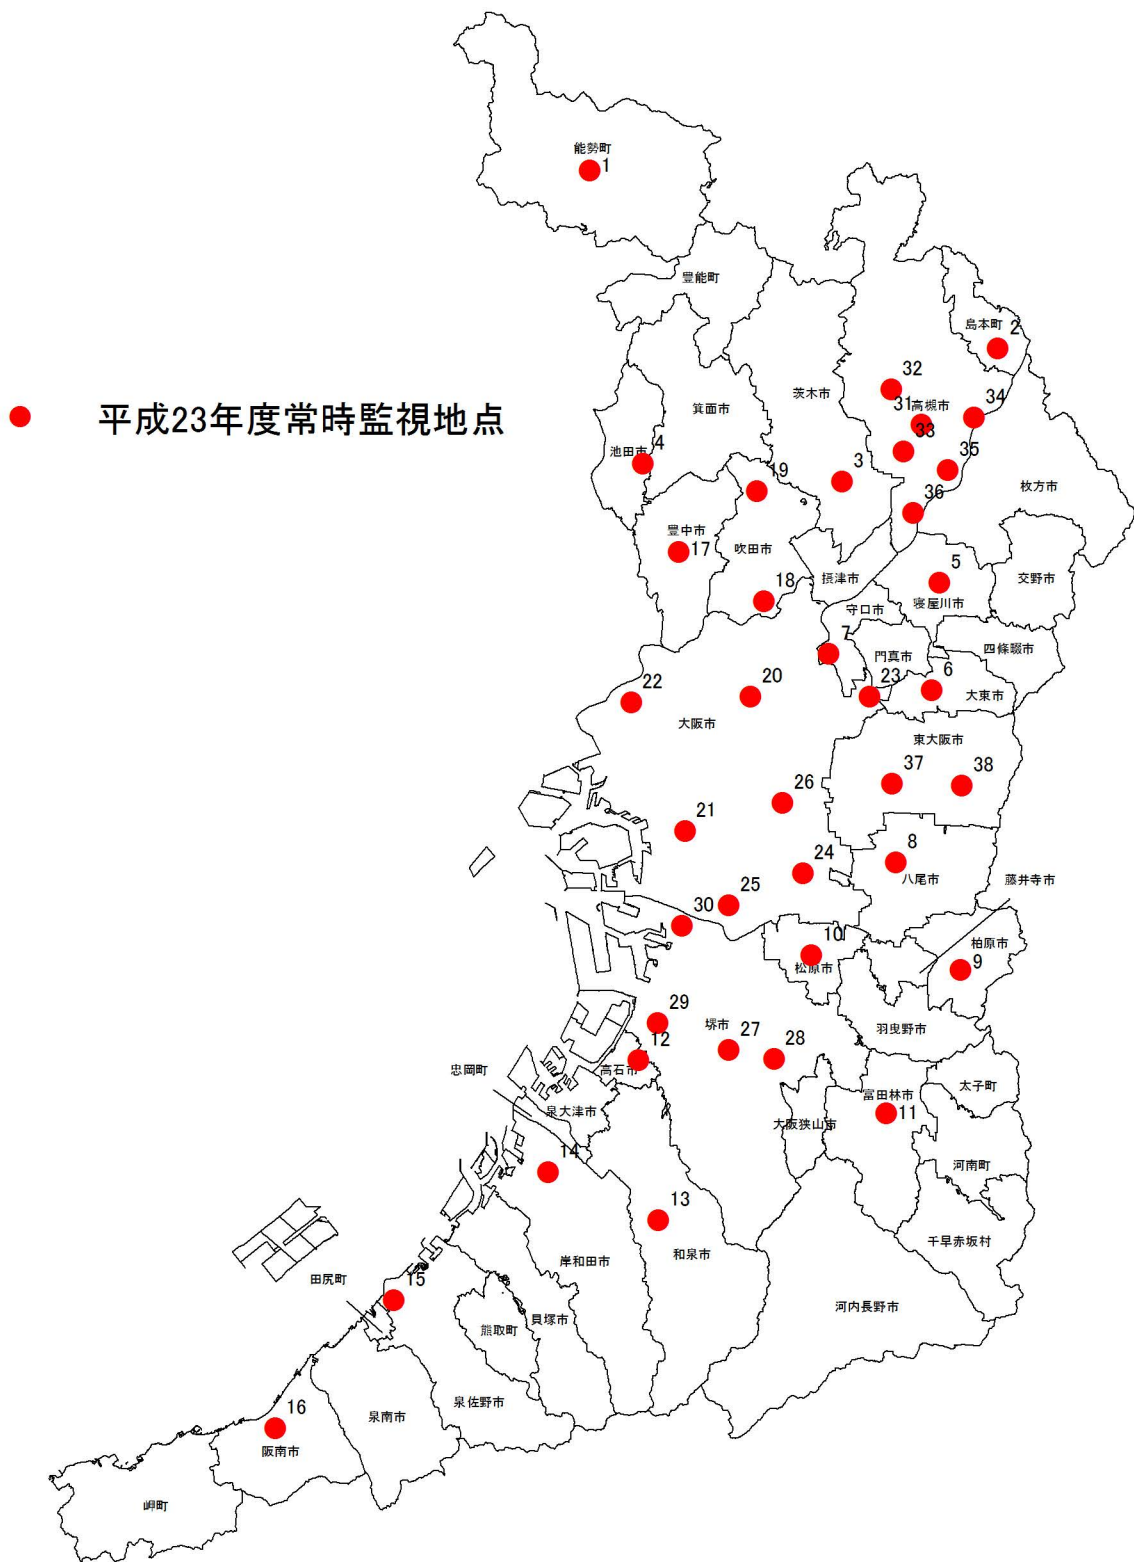 能勢町
1
豊能町
島本町
2
32
茨木市
31
高槻市
34
箕面市
33
平成23年度常時監視地点
池田市
4
19
3
35
枚方市
36
豊中市
17
吹田市
18
摂津市
5
交野市
寝屋川市
守口市
7
門真市
四條畷市
22
20
23
6
大東市
大阪市
東大阪市
37
38
26
21
8
24
八尾市
藤井寺市
30
25
10
松原市
柏原市
9
29
堺市
27
28
羽曳野市
12
忠岡町
高石市
太子町
富田林市
11
泉大津市
大阪狭山市
14
河南町
13
和泉市
千早赤坂村
岸和田市
田尻町
15
河内長野市
熊取町
貝塚市
泉佐野市
16
泉南市
阪南市
岬町